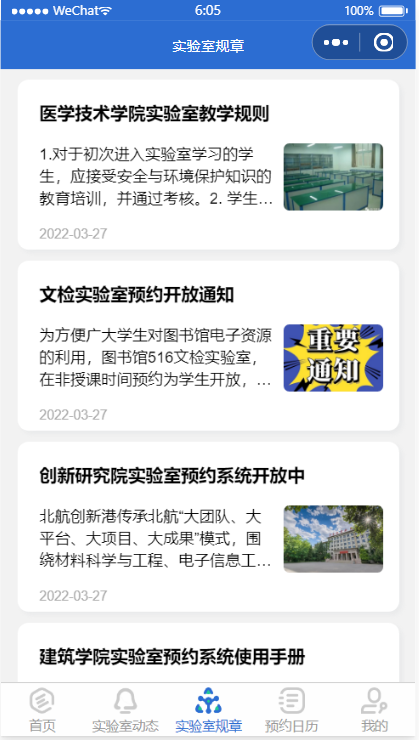 WeChat
6:05
100%
实验室规章
医学技术学院实验室教学规则
1.对于初次进入实验室学习的学
生，应接受安全与环境保护知识的
教育培训，并通过考核。2. 学生…
2022-03-27
文检实验室预约开放通知
为方便广大学生对图书馆电子资源
的利用，图书馆516文检实验室，
在非授课时间预约为学生开放，…
重要
通知
2022-03-27
创新研究院实验室预约系统开放中
北航创新港传承北航“大团队、大
平台、大项目、大成果”模式，围
绕材料科学与工程、电子信息工…
2022-03-27
建筑学院实验室预约系统使用手册
首页
实验室动态
实验室规章
预约日历
我的